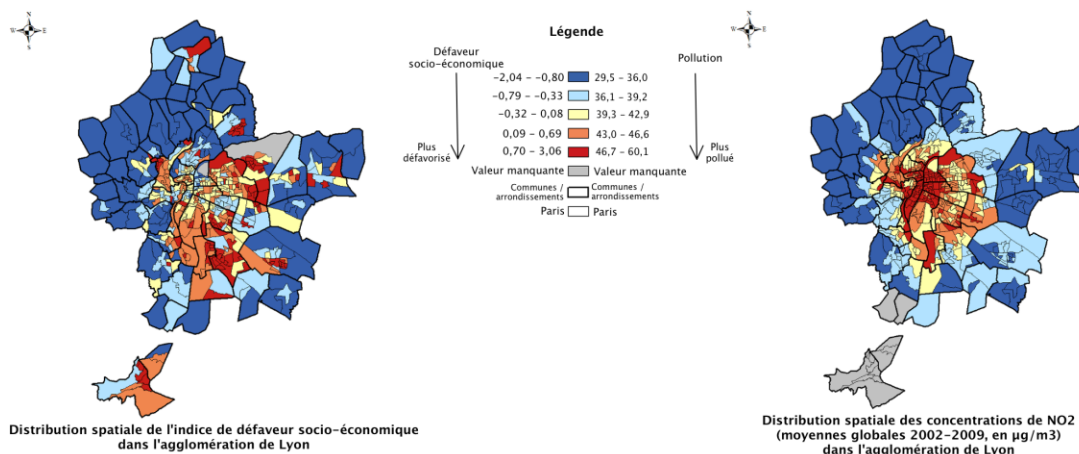 N
W E
S
Légende
N
W E
S
Défaveur
socio-économique
Pollution
-2,04 - -0,80 29,5 - 36,0
-0,79 - -0,33 36,1 - 39,2
-0,32 - 0,08 39,3 - 42,9
0,09 - 0,69 43,0 - 46,6
0,70 - 3,06 46,7 - 60,1
Plus
défavorisé
Plus
pollué
Valeur manquante Valeur manquante
Communes /
arrondissements
Communes /
arrondissements
Paris Paris
Distribution spatiale de l'indice de défaveur socio-économique
dans l'agglomération de Lyon
Distribution spatiale des concentrations de NO2
(moyennes globales 2002-2009, en µg/m3)
dans l'agglomération de Lyon